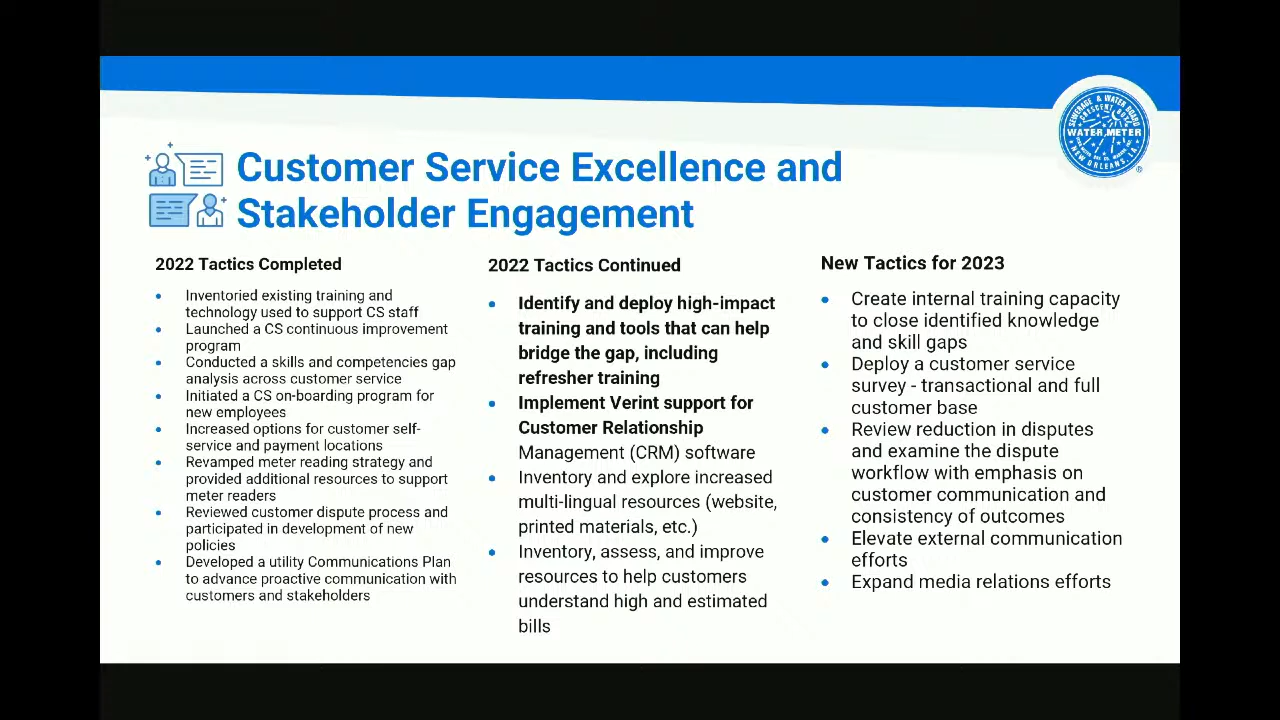 Customer Service Excellence and
Stakeholder Engagement
SEWERAGE & WATER BOARD
CRESCENT BOX
WATER METER
NEW ORLEANS, LA
®
2022 Tactics Completed
Inventoried existing training and
technology used to support CS staff
Launched a CS continuous improvement
program
Conducted a skills and competencies gap
analysis across customer service
Initiated a CS on-boarding program for
new employees
Increased options for customer self-
service and payment locations
Revamped meter reading strategy and
provided additional resources to support
meter readers
Reviewed customer dispute process and
participated in development of new
policies
Developed a utility Communications Plan
to advance proactive communication with
customers and stakeholders
2022 Tactics Continued
Identify and deploy high-impact
training and tools that can help
bridge the gap, including
refresher training
Implement Verint support for
Customer Relationship
Management (CRM) software
Inventory and explore increased
multi-lingual resources (website,
printed materials, etc.)
Inventory, assess, and improve
resources to help customers
understand high and estimated
bills
New Tactics for 2023
Create internal training capacity
to close identified knowledge
and skill gaps
Deploy a customer service
survey - transactional and full
customer base
Review reduction in disputes
and examine the dispute
workflow with emphasis on
customer communication and
consistency of outcomes
Elevate external communication
efforts
Expand media relations efforts